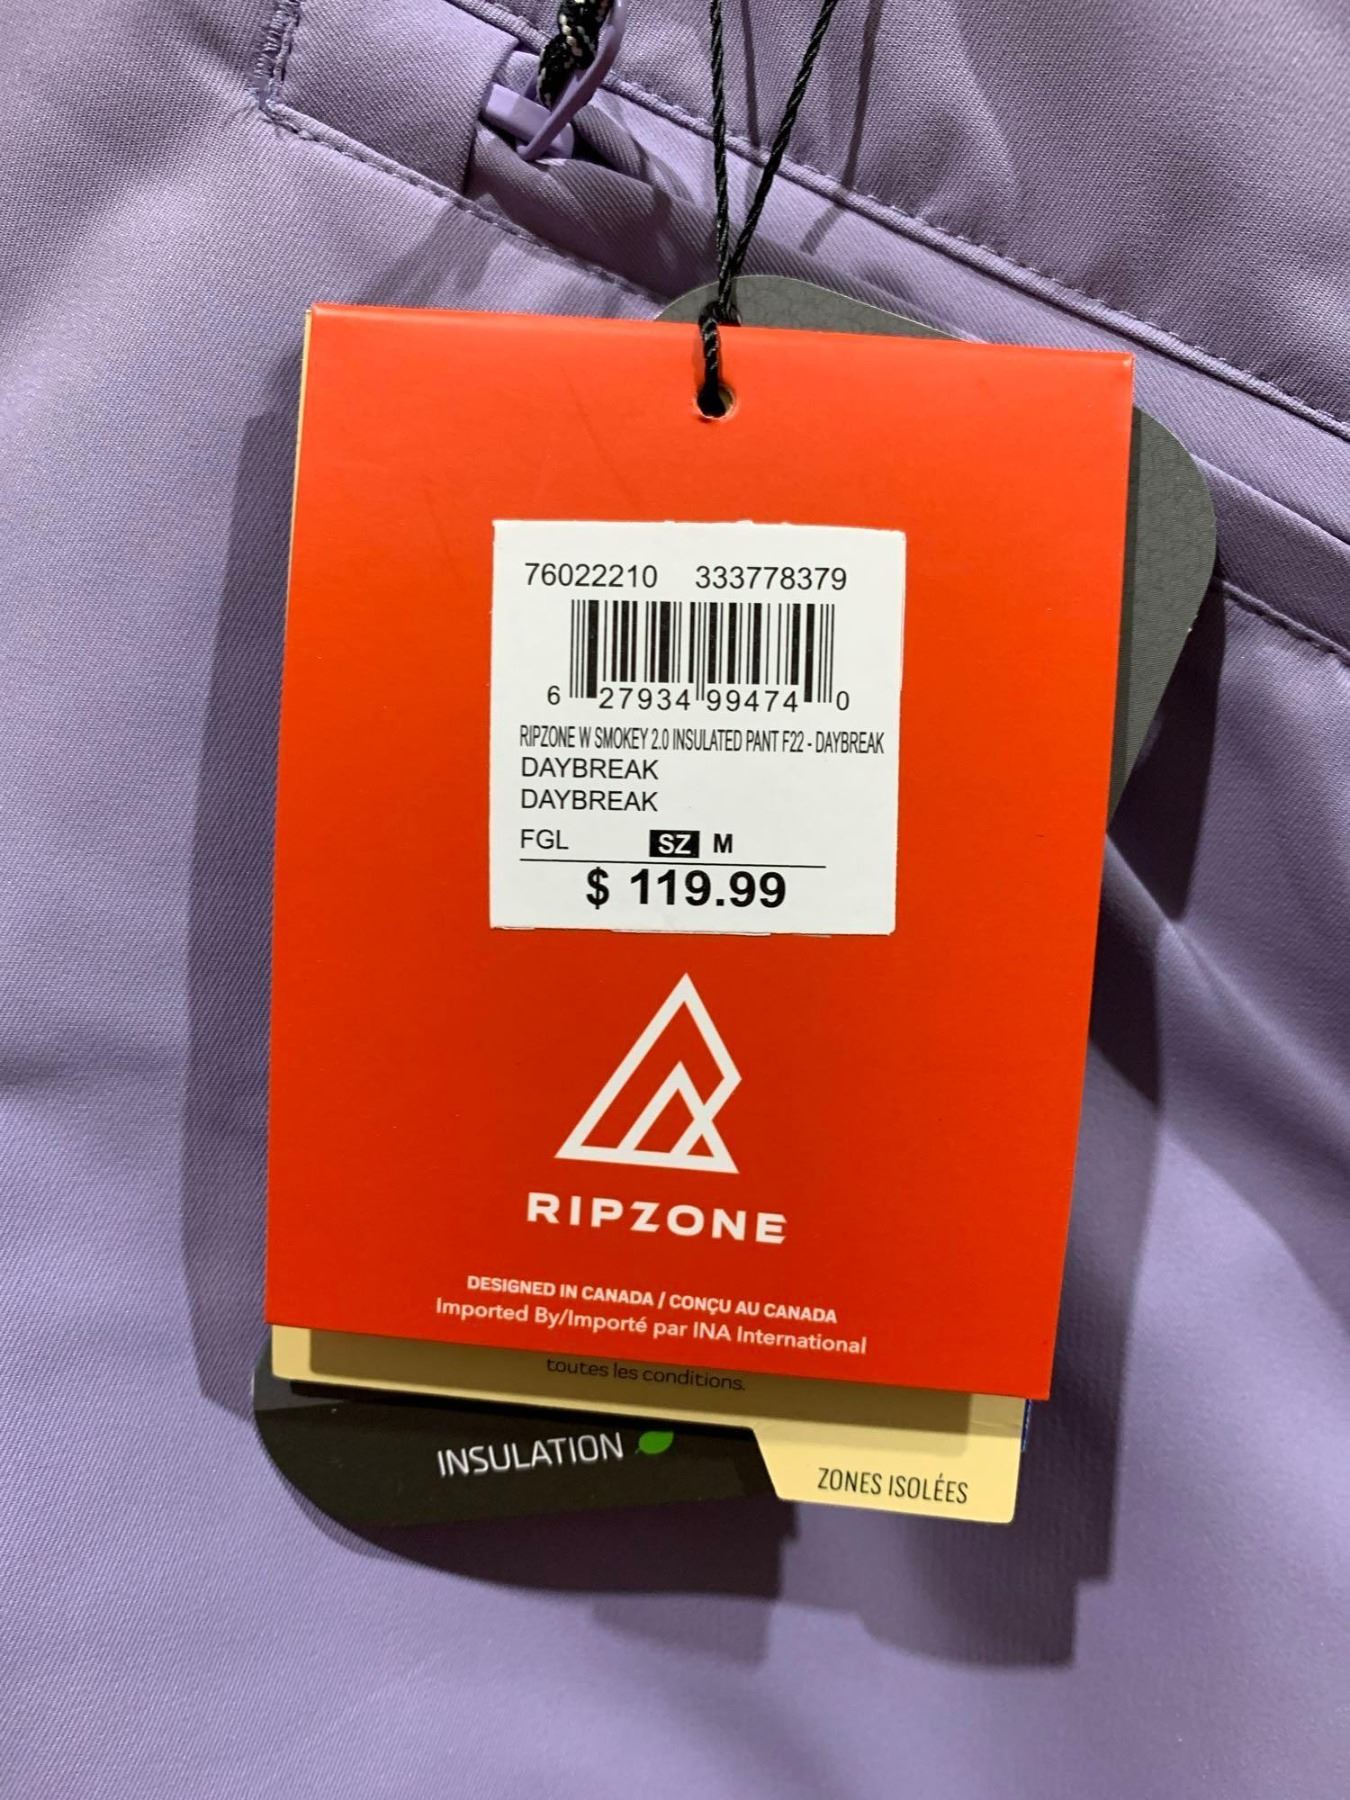 76022210 333778379
6 27934 99474 0
RIPZONE W SMOKEY 2.0 INSULATED PANT F22 - DAYBREAK
DAYBREAK
DAYBREAK
FGL SZ M
$ 119.99
RIPZONE
DESIGNED IN CANADA / CONÇU AU CANADA
Imported By/Importé par INA International
toutes les conditions.
INSULATION
ZONES ISOLÉES